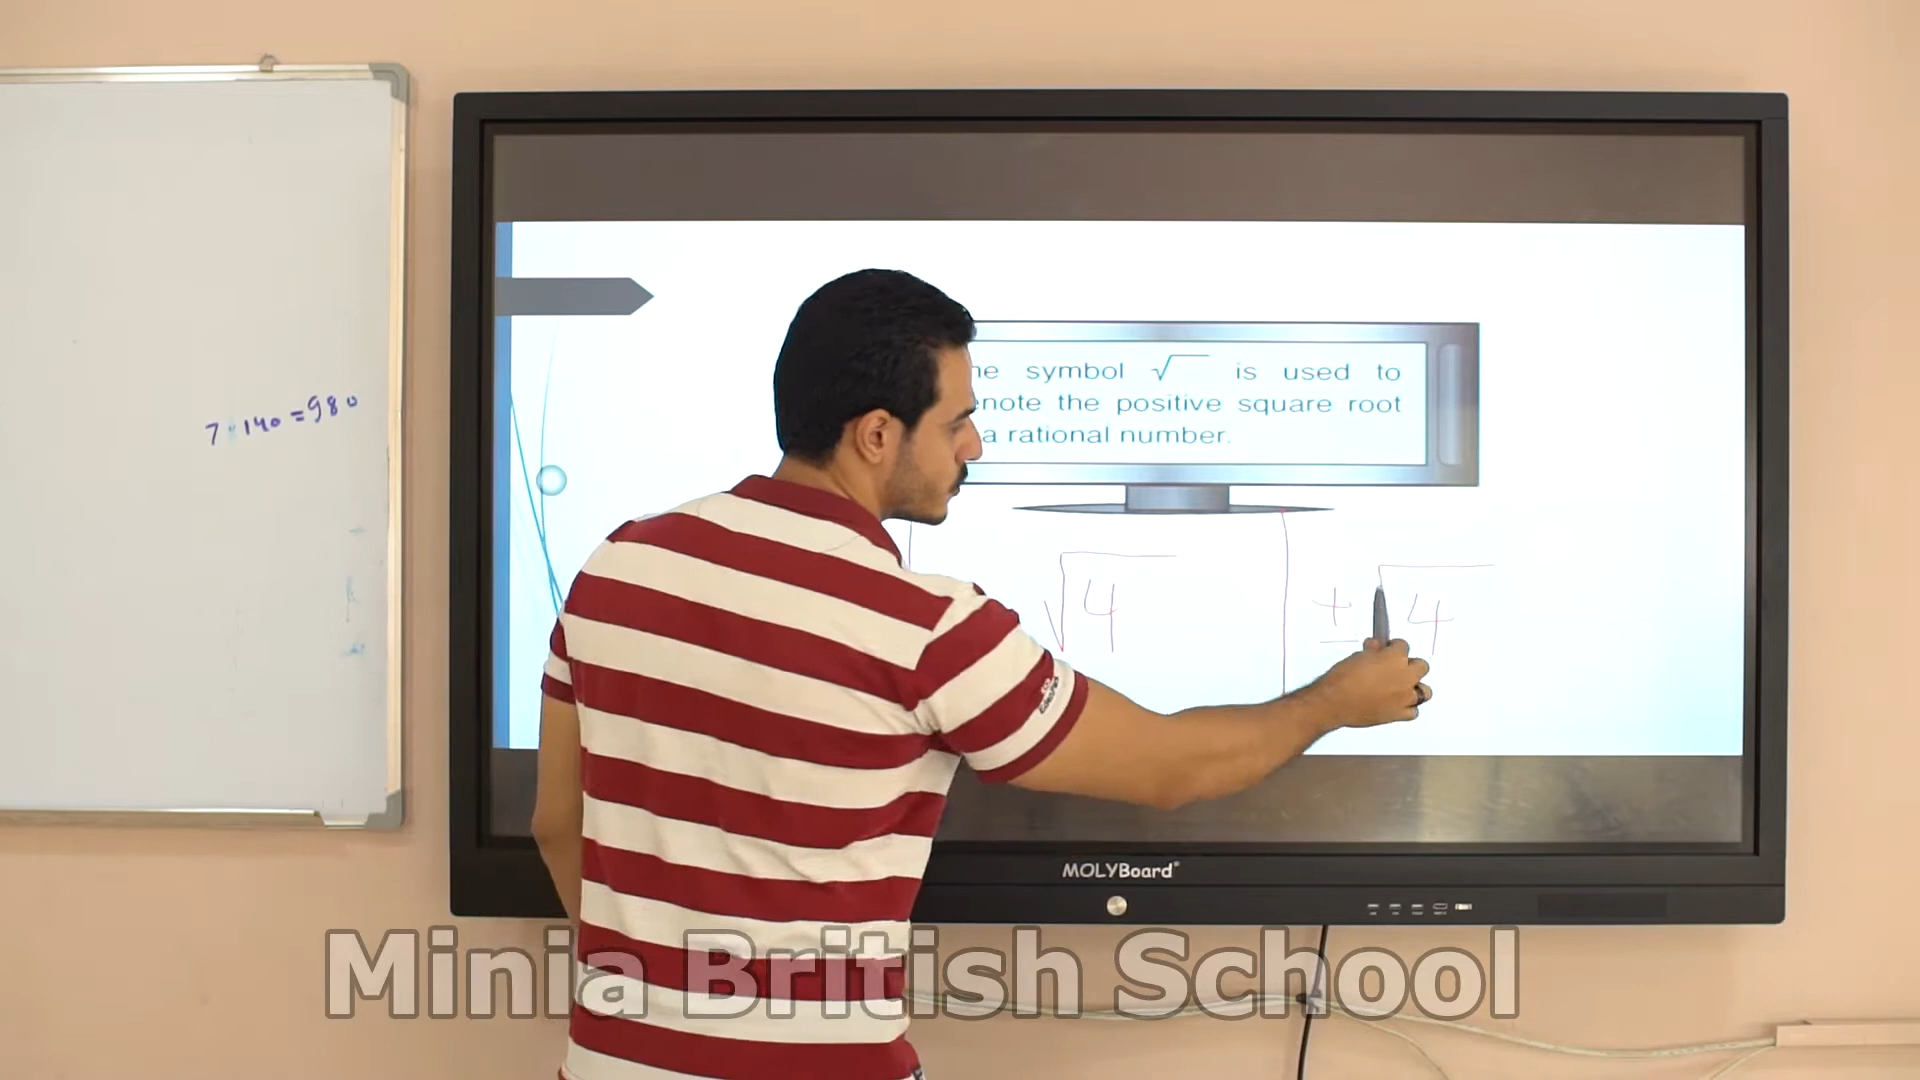 7 · 140 = 980
symbol √ is used to
the positive square root
a rational number.
√4
± √4
MOLYBoard
Minia British School